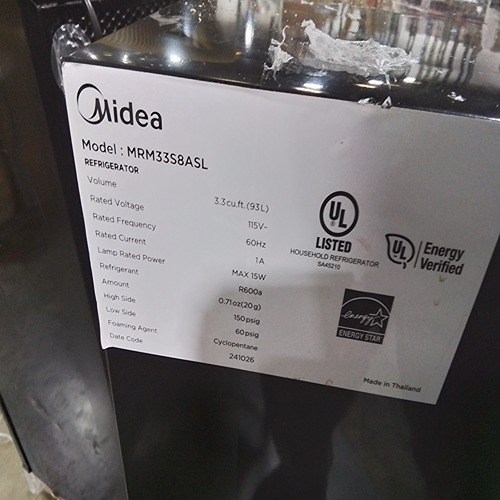 Midea
Model : MRM33S8ASL
REFRIGERATOR
Volume 3.3cu.ft.(93L)
Rated Voltage 115V~
Rated Frequency 60Hz
Rated Current 1A
Lamp Rated Power MAX 15W
Refrigerant R600a
Amount 0.71oz(20g)
High Side 150psig
Low Side 60psig
Foaming Agent Cyclopentane
Date Code 241026
UL
LISTED
HOUSEHOLD REFRIGERATOR
SA45210
UL Energy
Verified
energy
ENERGY STAR
Made in Thailand